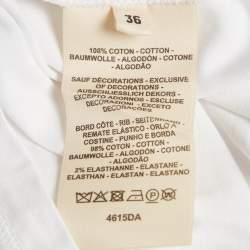 36
100% COTON - COTTON -
BAUMWOLLE - ALGODÓN - COTONE
- ALGODÃO
SAUF DÉCORATIONS - EXCLUSIVE
OF DECORATIONS -
AUSSCHLIESSLICH DEKORS -
EXCEPTO ADORNOS - ESCLUSE
DECORAZIONI - EXCETO
DECORAÇÕES
BORD CÔTE - RIB - SEITENBAHN -
REMATE ELÁSTICO - ORLO A
COSTINE - PUNHO E BORDA
98% COTON - COTTON -
BAUMWOLLE - ALGODÓN - COTONE
- ALGODÃO
2% ELASTHANNE - ELASTANE -
ELASTHAN - ELASTAN - ELASTANO
4615DA